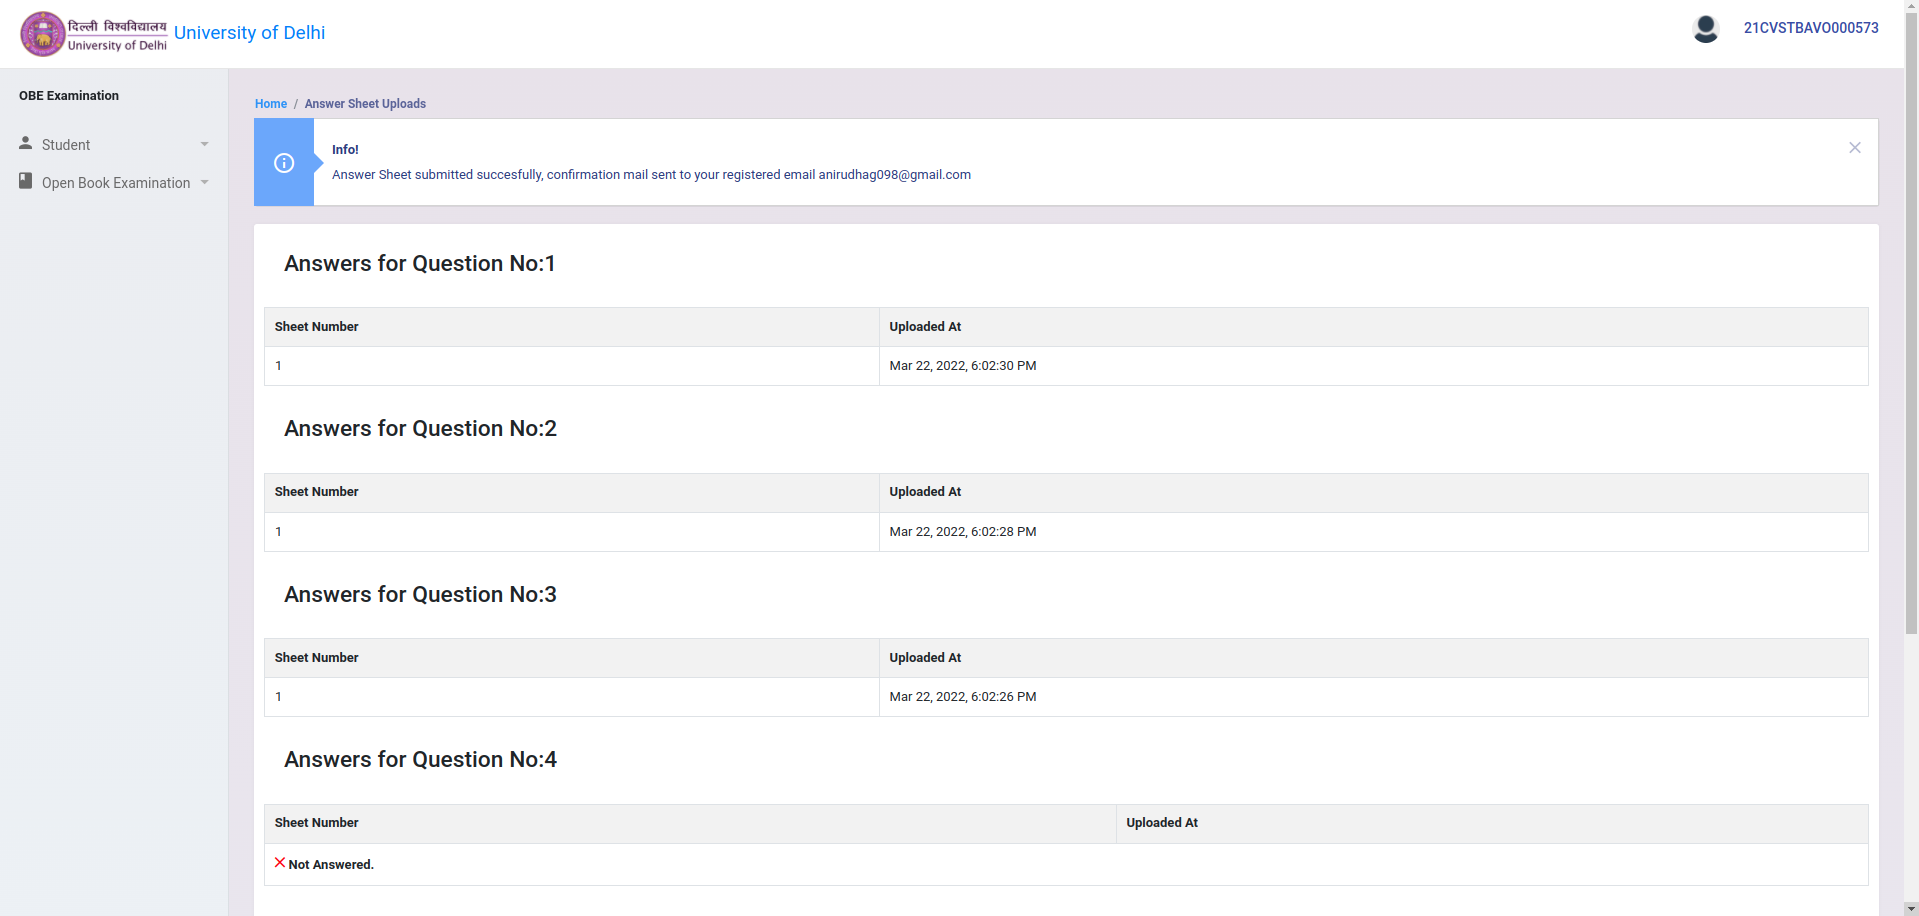 दिल्ली विश्वविद्यालय
University of Delhi
University of Delhi
21CVSTBAVO000573
OBE Examination
Student
Open Book Examination
Home / Answer Sheet Uploads
Info!
Answer Sheet submitted succesfully, confirmation mail sent to your registered email anirudhag098@gmail.com
Answers for Question No:1
Sheet Number Uploaded At
1 Mar 22, 2022, 6:02:30 PM
Answers for Question No:2
Sheet Number Uploaded At
1 Mar 22, 2022, 6:02:28 PM
Answers for Question No:3
Sheet Number Uploaded At
1 Mar 22, 2022, 6:02:26 PM
Answers for Question No:4
Sheet Number Uploaded At
Not Answered.